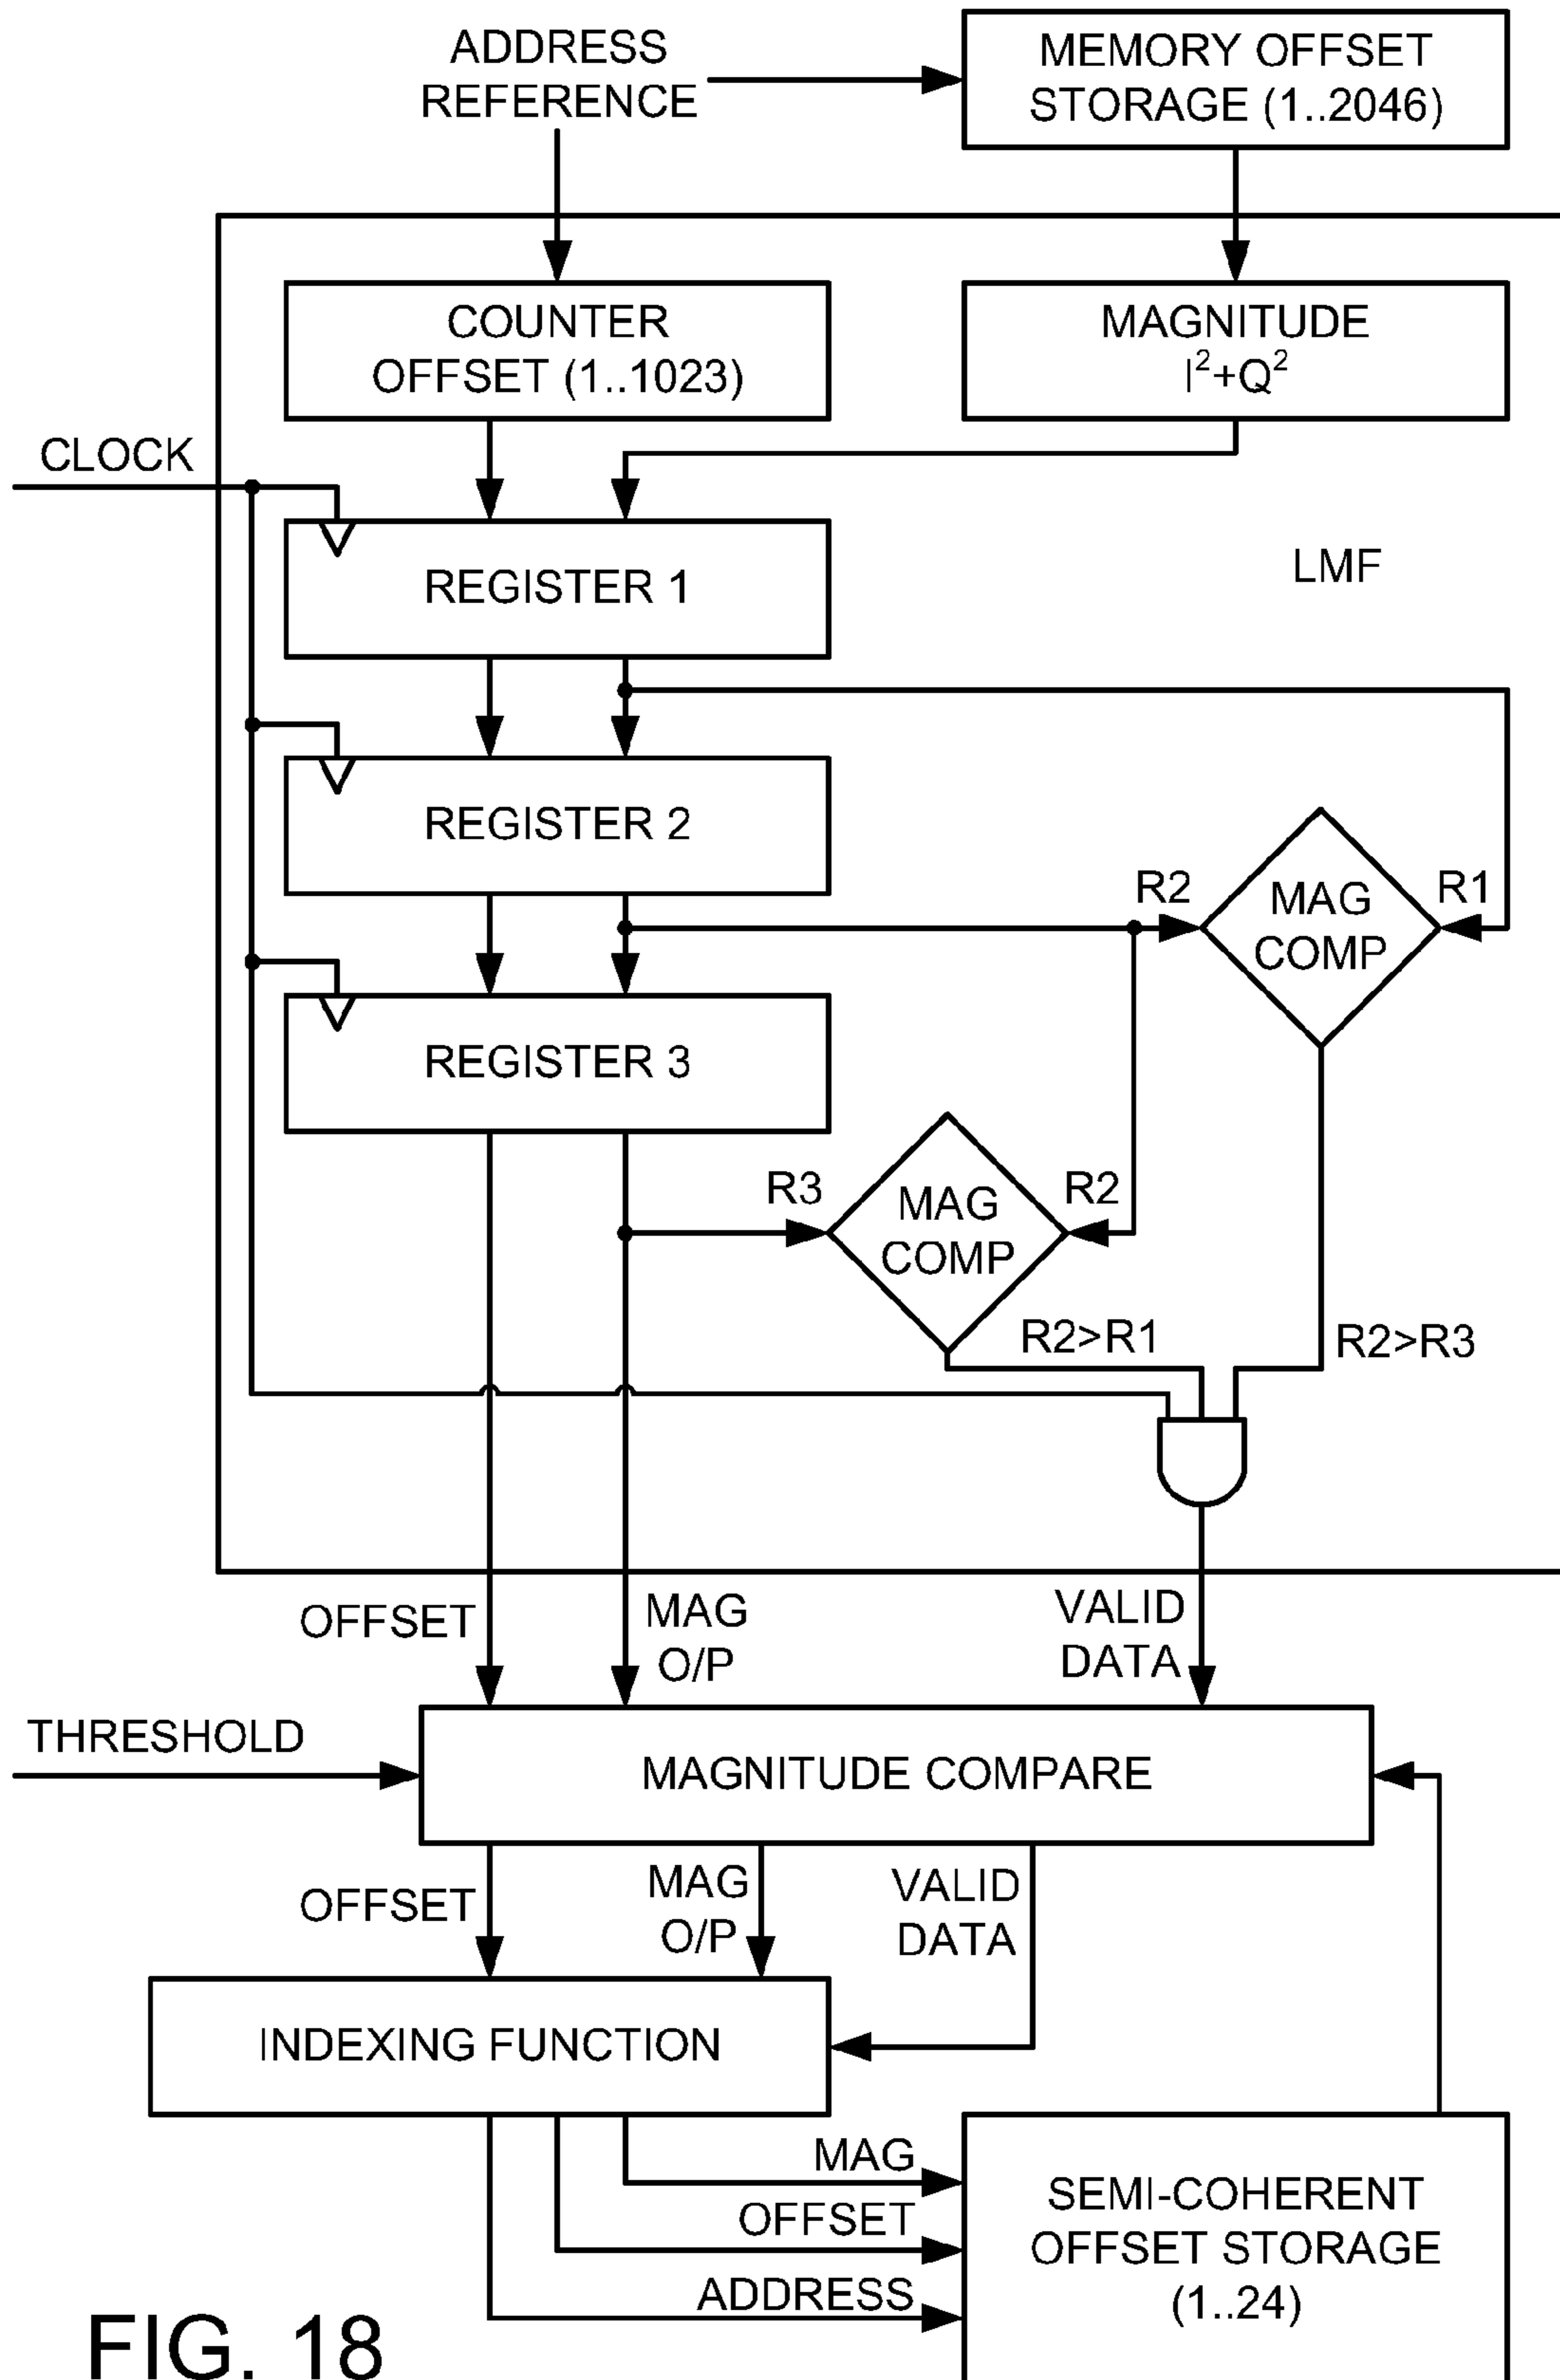 ADDRESS
REFERENCE
MEMORY OFFSET
STORAGE (1..2046)
COUNTER
OFFSET (1..1023)
MAGNITUDE
I²+Q²
CLOCK
REGISTER 1
LMF
REGISTER 2
R2
MAG
COMP
R1
REGISTER 3
R3
MAG
COMP
R2
R2>R1
R2>R3
OFFSET
MAG
O/P
VALID
DATA
THRESHOLD
MAGNITUDE COMPARE
OFFSET
MAG
O/P
VALID
DATA
INDEXING FUNCTION
MAG
OFFSET
ADDRESS
SEMI-COHERENT
OFFSET STORAGE
(1..24)
FIG. 18